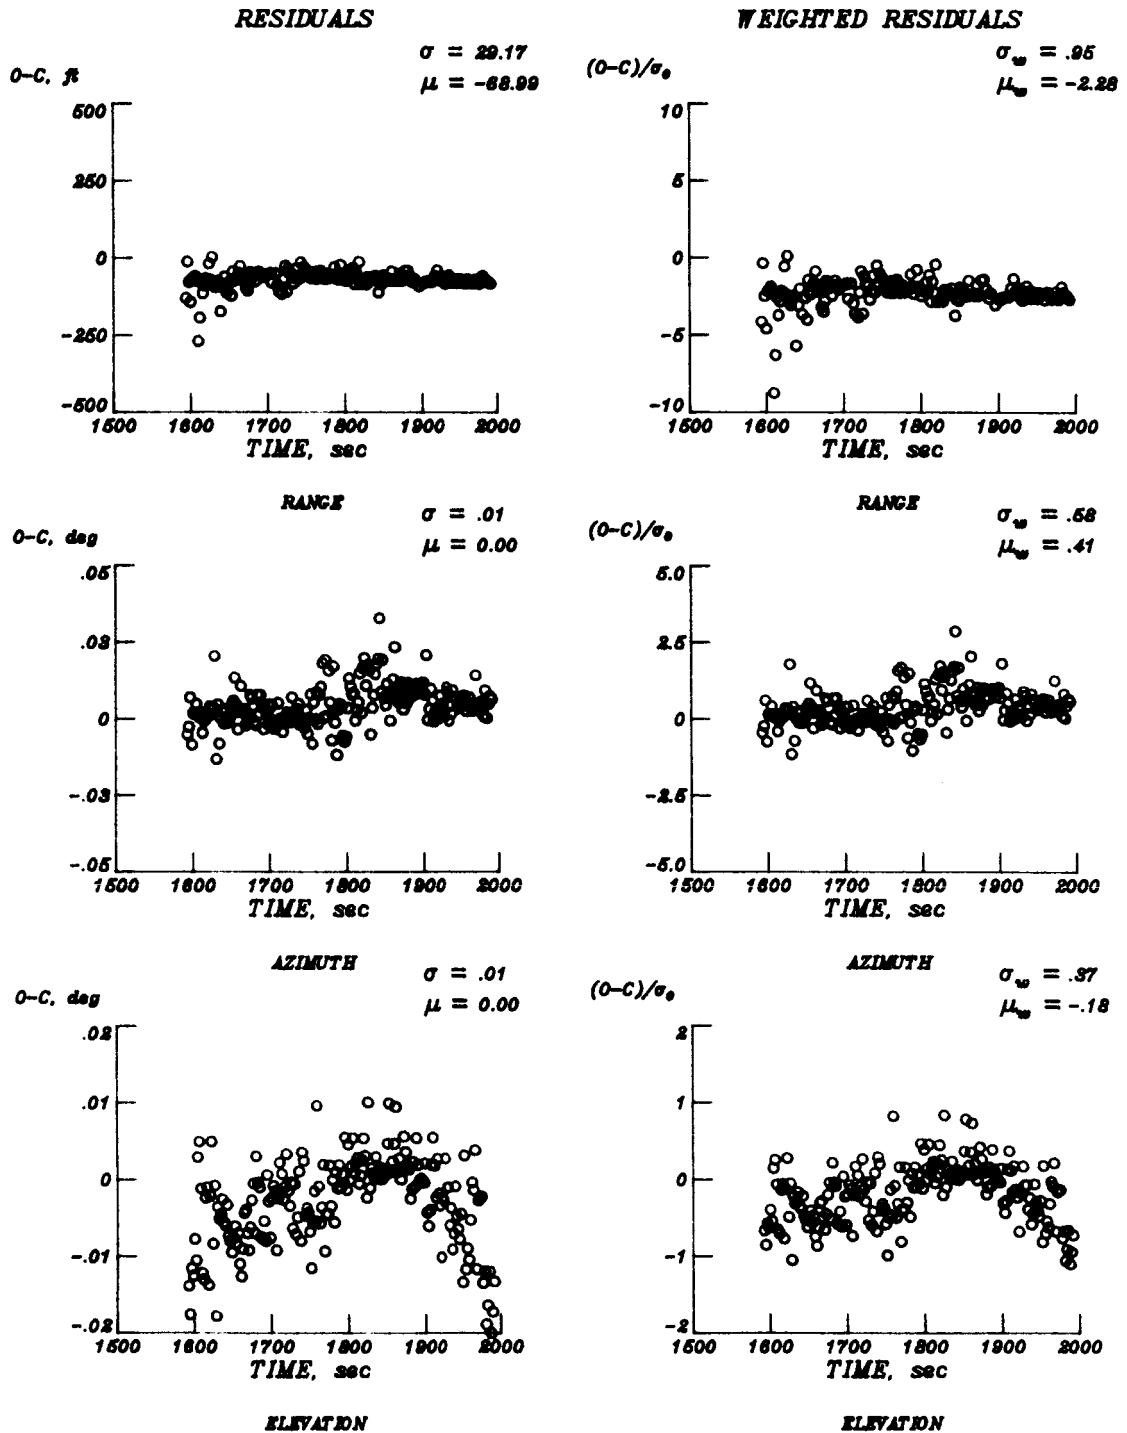 RESIDUALS
WEIGHTED RESIDUALS
O-C, ft
σ = 29.17
μ = -68.99
(O-C)/σ₀
σw = .95
μw = -2.28
500
250
0
-250
-500
1500 1600 1700 1800 1900 2000
TIME, sec
RANGE
10
5
0
-5
-10
1500 1600 1700 1800 1900 2000
TIME, sec
RANGE
O-C, deg
σ = .01
μ = 0.00
(O-C)/σ₀
σw = .58
μw = .41
.05
.03
0
-.03
-.05
1500 1600 1700 1800 1900 2000
TIME, sec
AZIMUTH
5.0
2.5
0
-2.5
-5.0
1500 1600 1700 1800 1900 2000
TIME, sec
AZIMUTH
O-C, deg
σ = .01
μ = 0.00
(O-C)/σ₀
σw = .37
μw = -.18
.02
.01
0
-.01
-.02
1500 1600 1700 1800 1900 2000
TIME, sec
ELEVATION
2
1
0
-1
-2
1500 1600 1700 1800 1900 2000
TIME, sec
ELEVATION